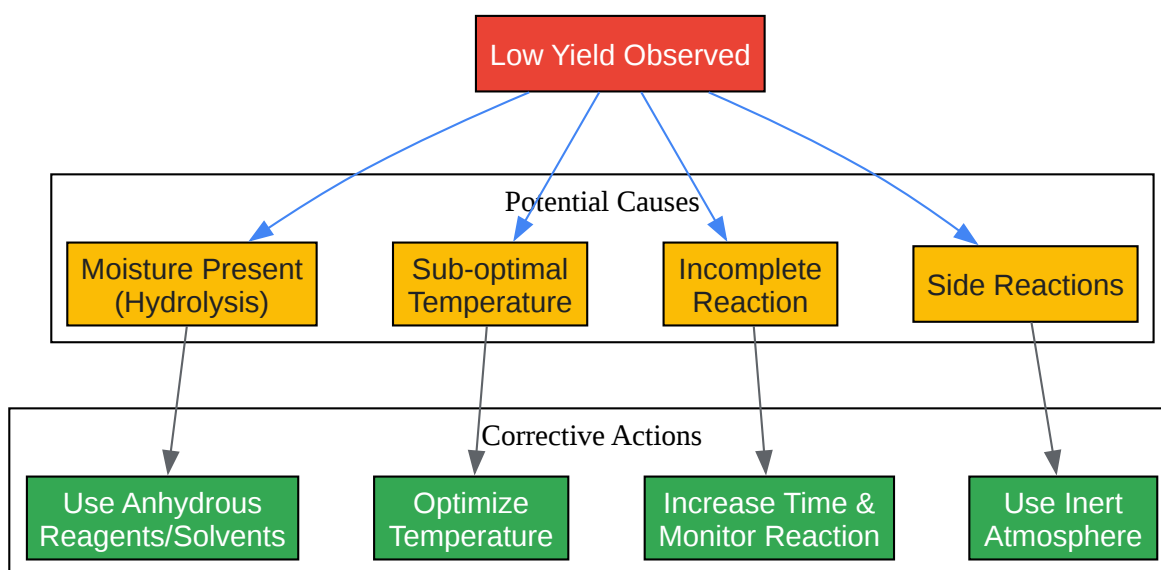 Low Yield Observed
Potential Causes
Moisture Present
(Hydrolysis)
Sub-optimal
Temperature
Incomplete
Reaction
Side Reactions
Corrective Actions
Use Anhydrous
Reagents/Solvents
Optimize
Temperature
Increase Time &
Monitor Reaction
Use Inert
Atmosphere